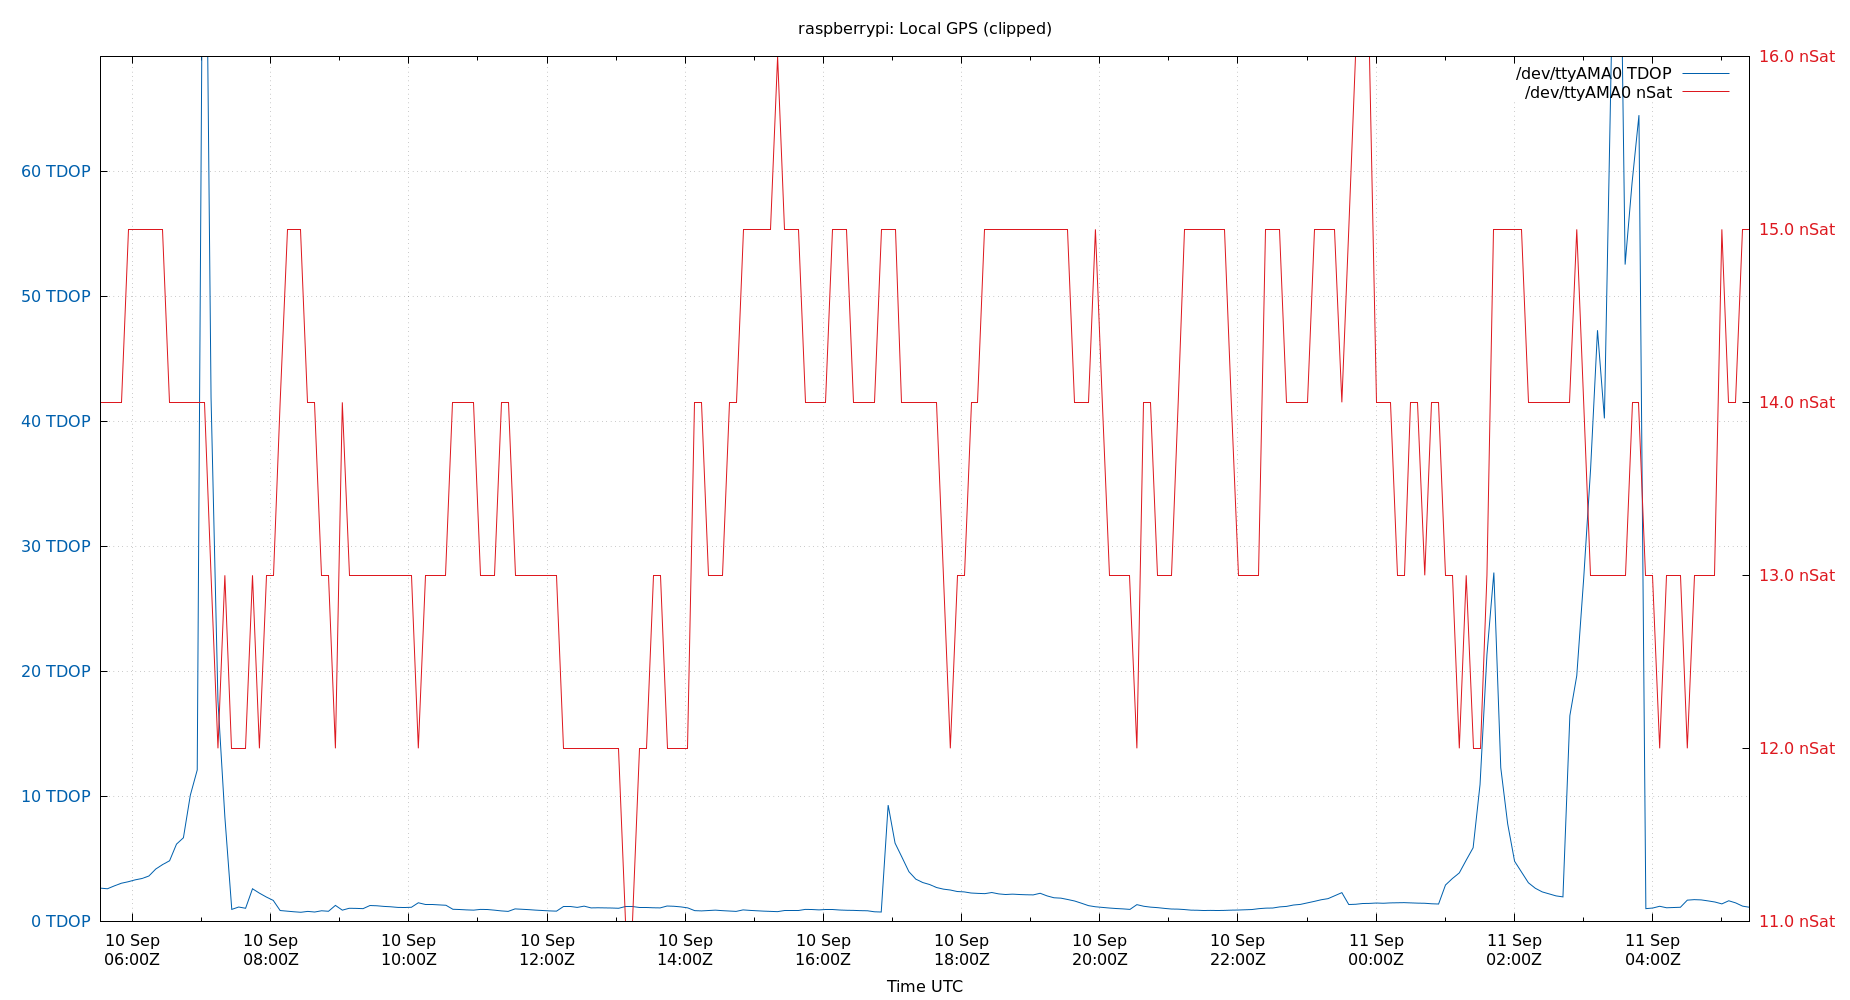 raspberrypi: Local GPS (clipped)
16.0 nSat
/dev/ttyAMA0 TDOP
/dev/ttyAMA0 nSat
60 TDOP
15.0 nSat
50 TDOP
14.0 nSat
40 TDOP
30 TDOP
13.0 nSat
20 TDOP
12.0 nSat
10 TDOP
0 TDOP
11.0 nSat
10 Sep 10 Sep 10 Sep 10 Sep 10 Sep 10 Sep 10 Sep 10 Sep 10 Sep 11 Sep 11 Sep 11 Sep
06:00Z 08:00Z 10:00Z 12:00Z 14:00Z 16:00Z 18:00Z 20:00Z 22:00Z 00:00Z 02:00Z 04:00Z
Time UTC